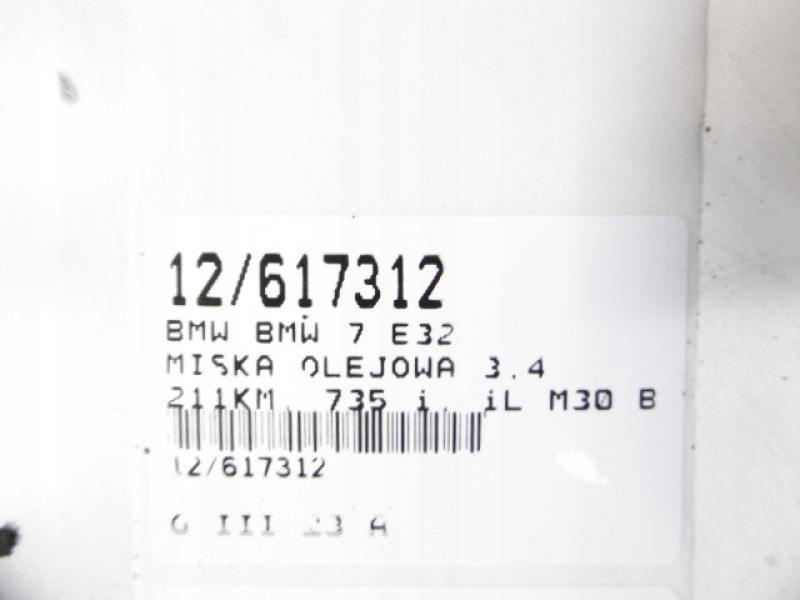 12/617312
BMW BMW 7 E32
MISKA OLEJOWA 3.4
211KM, 735 i, iL M30 B
12/617312
G III 23 A